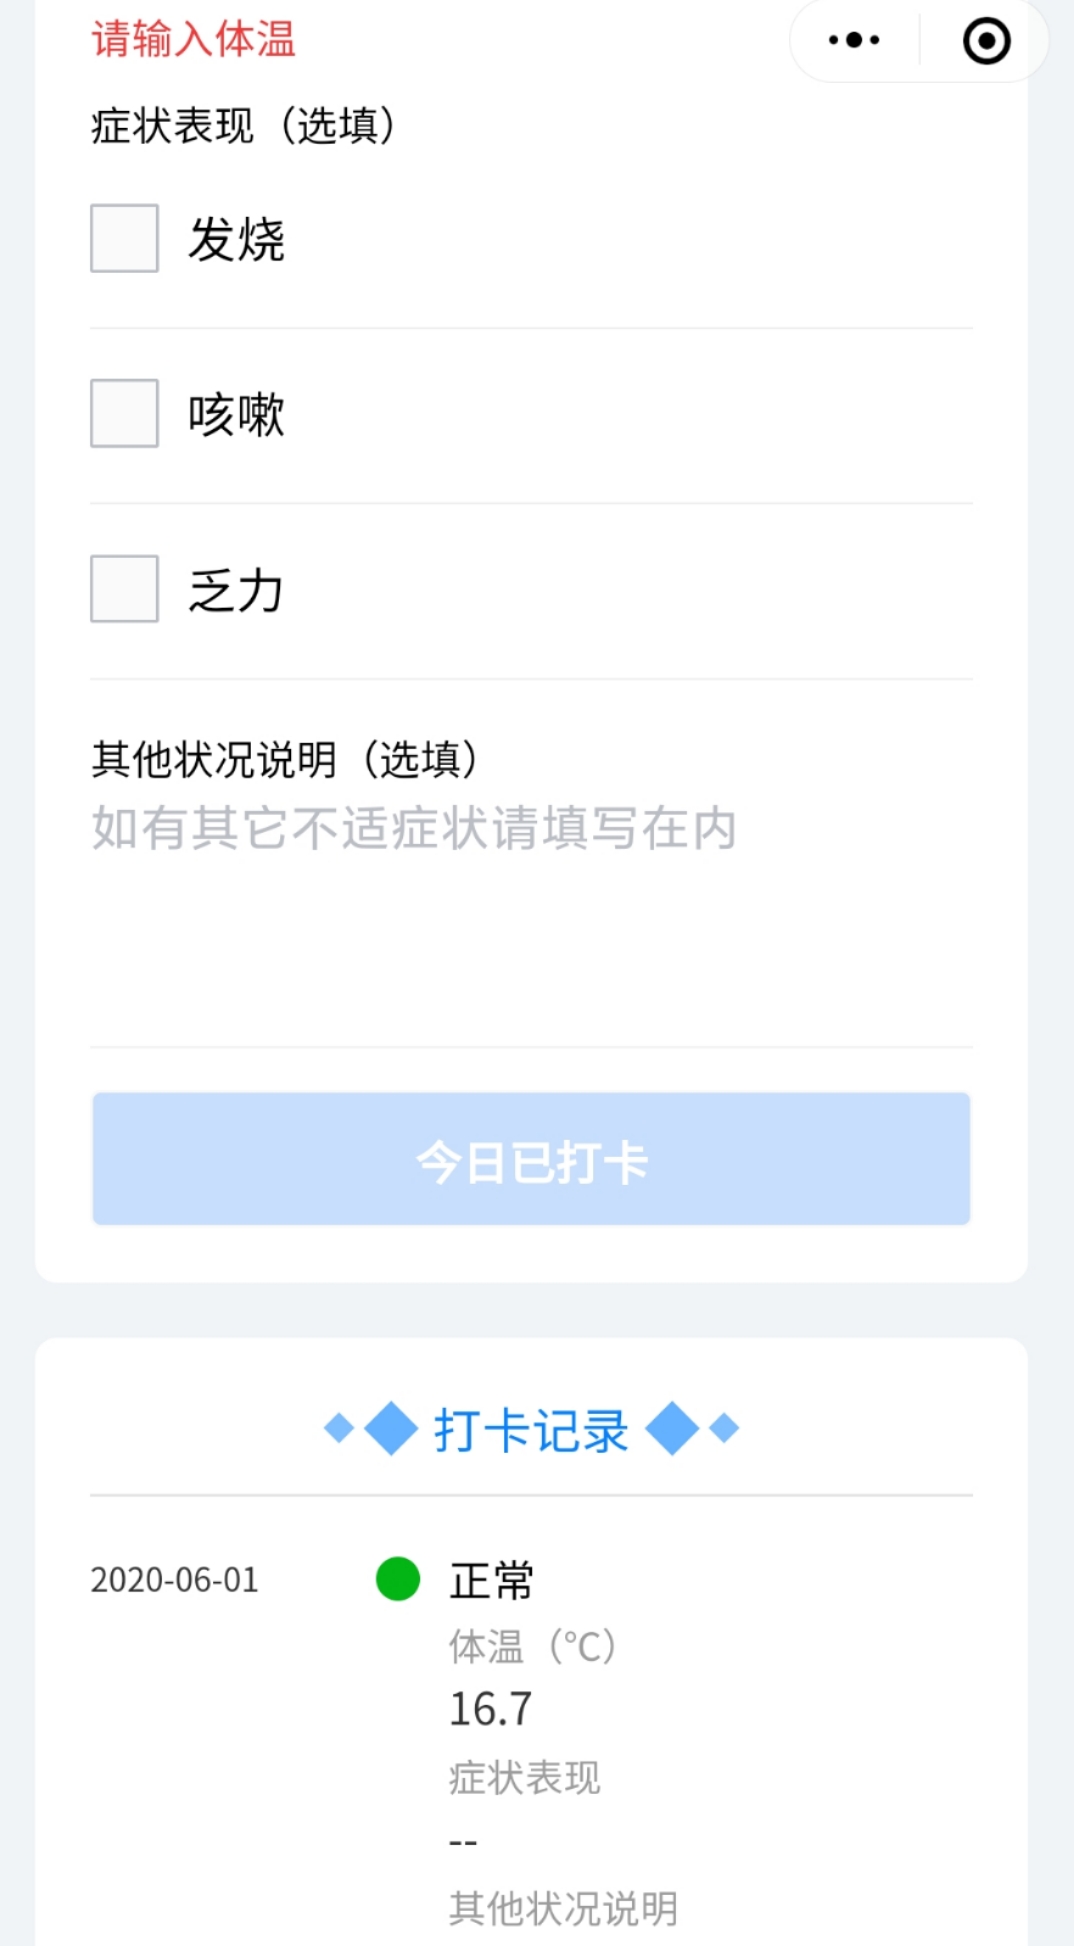 请输入体温
症状表现（选填）
发烧
咳嗽
乏力
其他状况说明（选填）
如有其它不适症状请填写在内
今日已打卡
打卡记录
2020-06-01
正常
体温（℃）
16.7
症状表现
--
其他状况说明